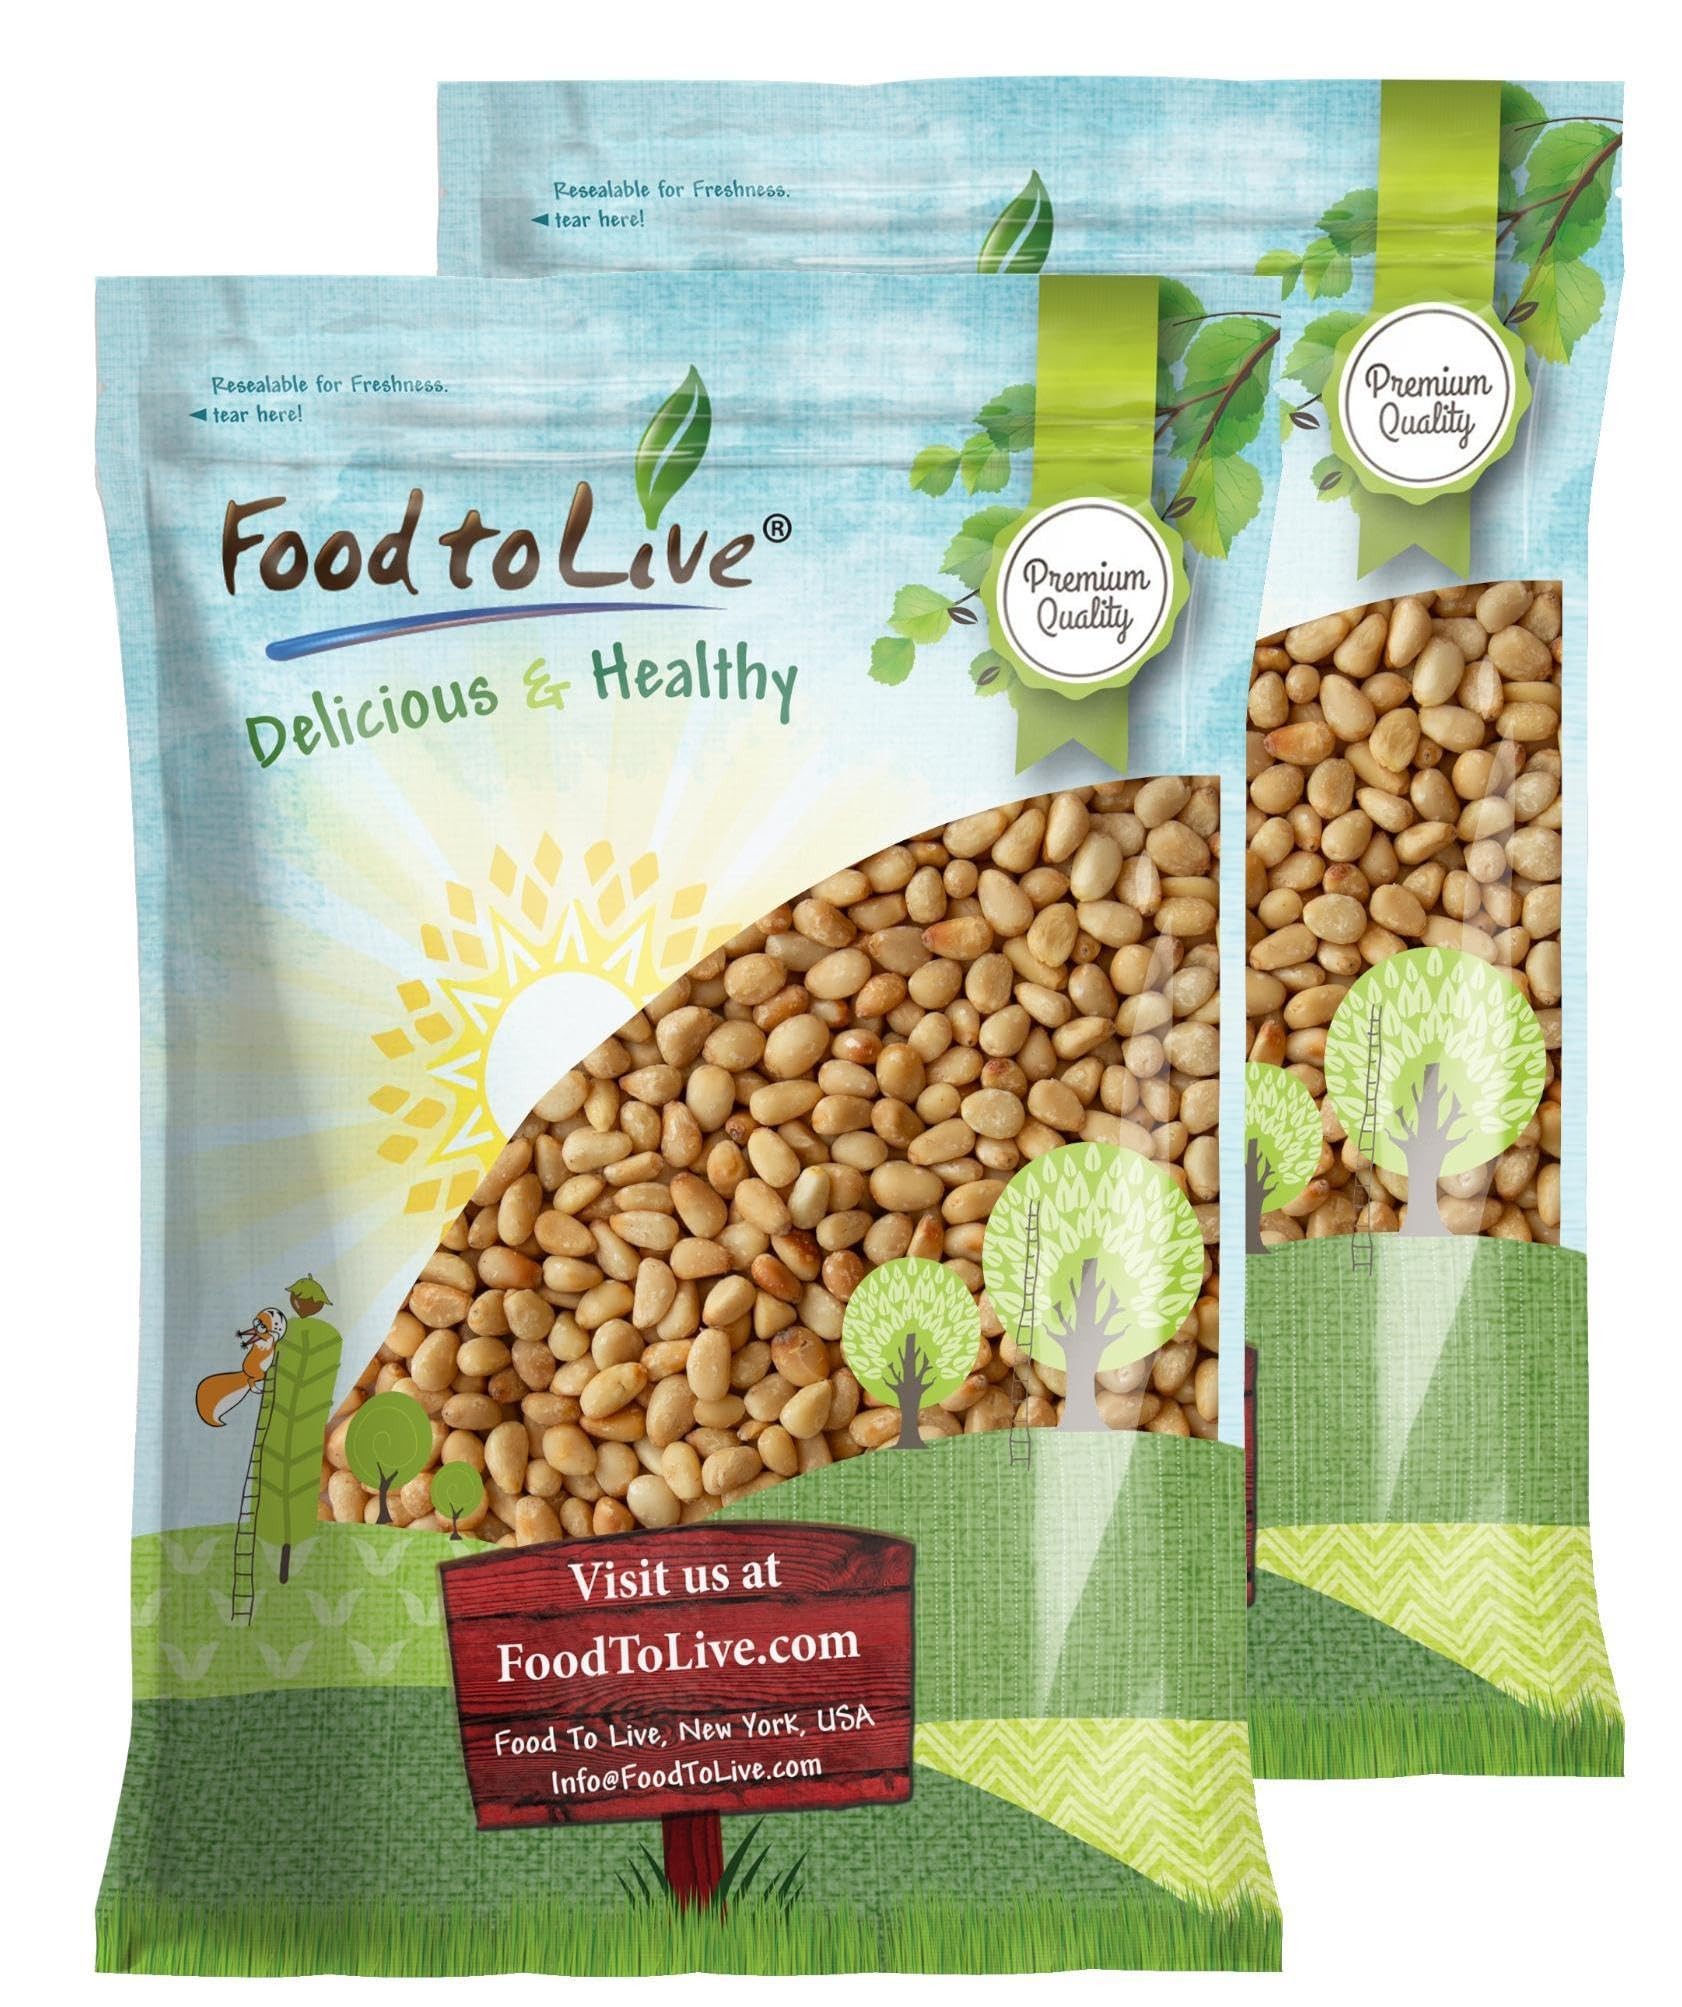 Resealable for Freshness.
◄ tear here!
Premium
Quality
Resealable for Freshness.
◄ tear here!
Food to Live®
Delicious & Healthy
Premium
Quality
Visit us at
FoodToLive.com
Food To Live, New York, USA
Info@FoodToLive.com